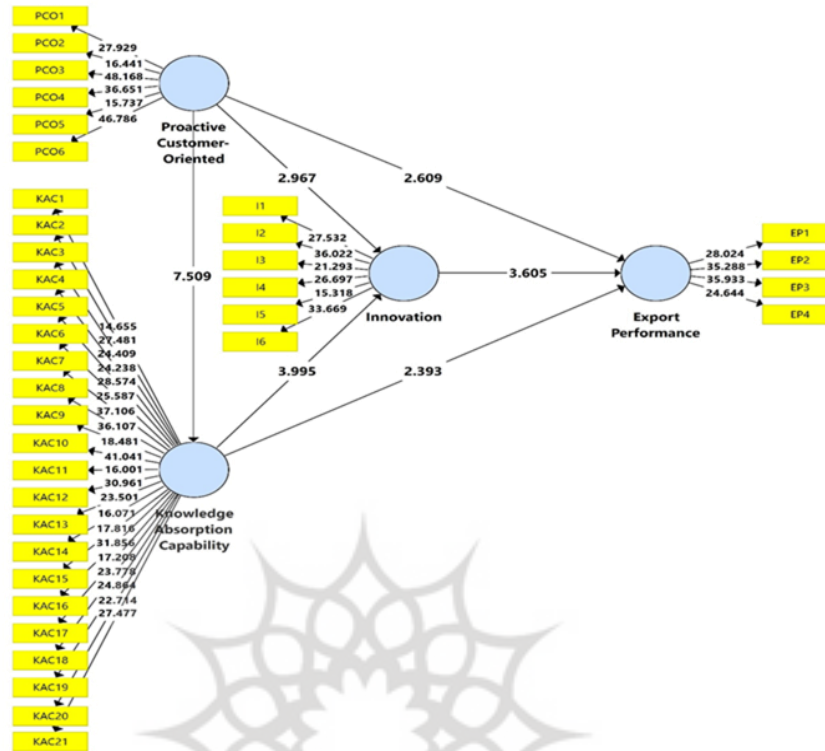 PCO1
PCO2
PCO3
PCO4
PCO5
PCO6
27.929
16.441
48.168
36.651
15.737
46.786
Proactive
Customer-
Oriented
2.967
2.609
7.509
I1
I2
I3
I4
I5
I6
27.532
36.022
21.293
26.697
15.318
33.669
Innovation
3.605
Export
Performance
28.024
35.288
35.933
24.644
EP1
EP2
EP3
EP4
3.995
2.393
KAC1
KAC2
KAC3
KAC4
KAC5
KAC6
KAC7
KAC8
KAC9
KAC10
KAC11
KAC12
KAC13
KAC14
KAC15
KAC16
KAC17
KAC18
KAC19
KAC20
KAC21
14.655
27.481
24.409
24.238
28.574
25.587
37.106
36.107
18.481
41.041
16.001
30.961
23.501
16.071
17.816
31.856
17.208
23.778
24.864
22.714
27.477
Knowledge
Absorption
Capability